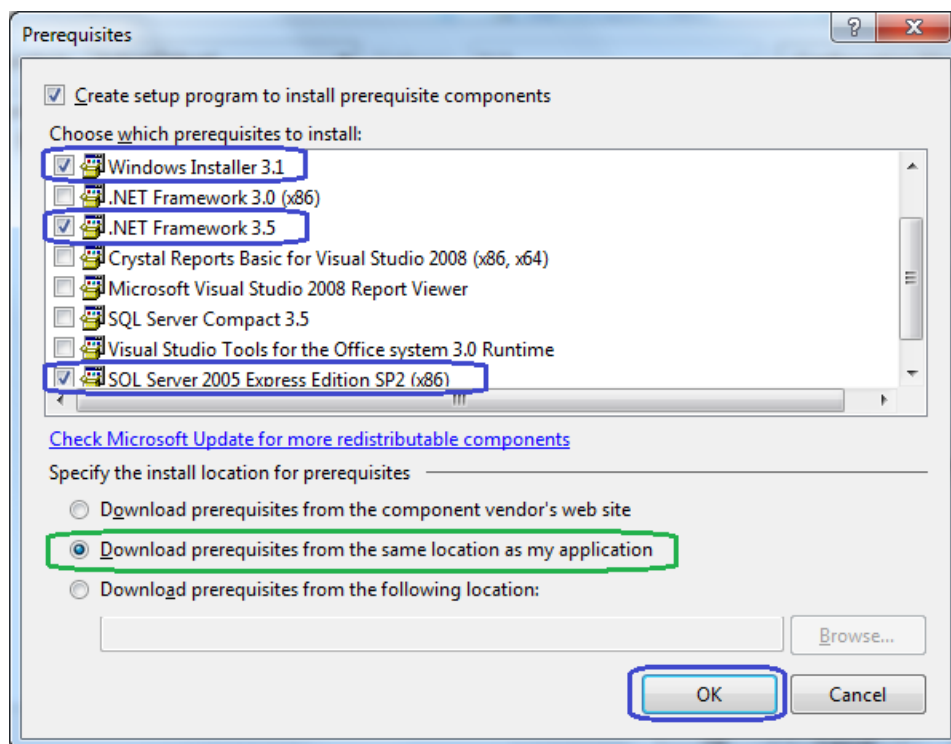 Prerequisites
Create setup program to install prerequisite components
Choose which prerequisites to install:
Windows Installer 3.1
.NET Framework 3.0 (x86)
.NET Framework 3.5
Crystal Reports Basic for Visual Studio 2008 (x86, x64)
Microsoft Visual Studio 2008 Report Viewer
SQL Server Compact 3.5
Visual Studio Tools for the Office system 3.0 Runtime
SQL Server 2005 Express Edition SP2 (x86)
Check Microsoft Update for more redistributable components
Specify the install location for prerequisites
Download prerequisites from the component vendor's web site
Download prerequisites from the same location as my application
Download prerequisites from the following location:
Browse...
OK Cancel